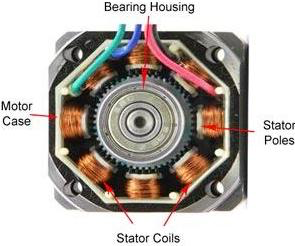 Bearing Housing
Motor
Case
Stator
Poles
Stator Coils